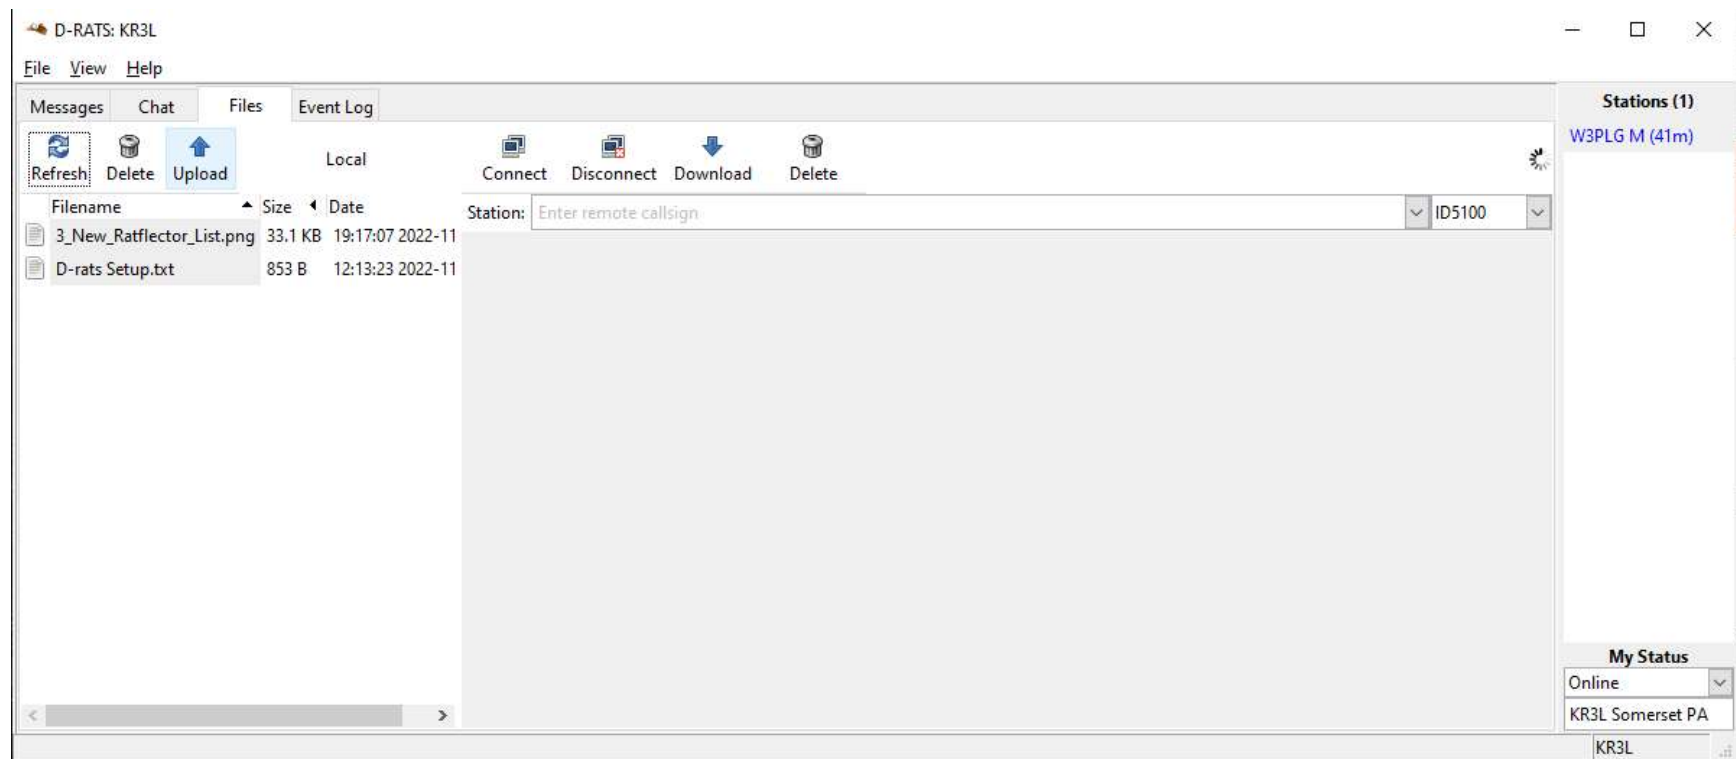 D-RATS: KR3L
File View Help
Messages Chat Files Event Log
Refresh Delete Upload Local
Filename Size Date
3_New_Ratflector_List.png 33.1 KB 19:17:07 2022-11
D-rats Setup.txt 853 B 12:13:23 2022-11
Connect Disconnect Download Delete
Station: Enter remote callsign ID5100
Stations (1)
W3PLG M (41m)
My Status
Online
KR3L Somerset PA
KR3L